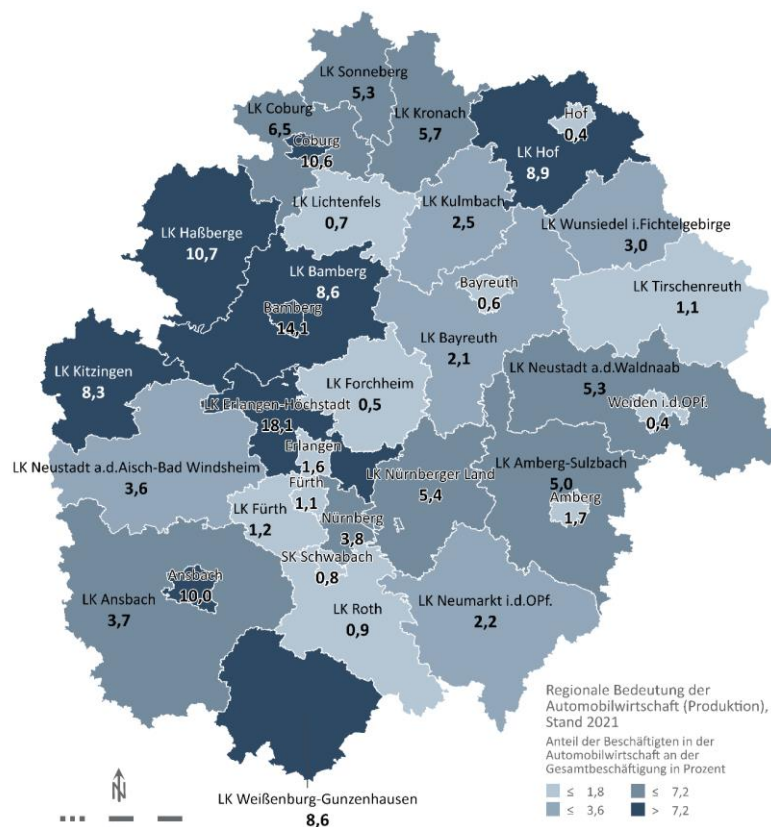 LK Sonneberg
5,3
LK Coburg
6,5
LK Kronach
5,7
Hof
0,4
Coburg
10,6
LK Hof
8,9
LK Lichtenfels
0,7
LK Kulmbach
2,5
LK Haßberge
10,7
LK Wunsiedel i.Fichtelgebirge
3,0
LK Bamberg
8,6
Bayreuth
0,6
LK Tirschenreuth
1,1
Bamberg
14,1
LK Bayreuth
2,1
LK Kitzingen
8,3
LK Forchheim
0,5
LK Neustadt a.d.Waldnaab
5,3
Weiden i.d.OPf.
0,4
LK Erlangen-Höchstadt
18,1
Erlangen
1,6
LK Neustadt a.d.Aisch-Bad Windsheim
3,6
LK Nürnberger Land
5,4
LK Amberg-Sulzbach
5,0
Amberg
1,7
Fürth
1,1
LK Fürth
1,2
Nürnberg
3,8
SK Schwabach
0,8
Ansbach
10,0
LK Ansbach
3,7
LK Roth
0,9
LK Neumarkt i.d.OPf.
2,2
LK Weißenburg-Gunzenhausen
8,6
N
Regionale Bedeutung der
Automobilwirtschaft (Produktion),
Stand 2021
Anteil der Beschäftigten in der
Automobilwirtschaft an der
Gesamtbeschäftigung in Prozent
≤ 1,8
≤ 3,6
≤ 7,2
> 7,2